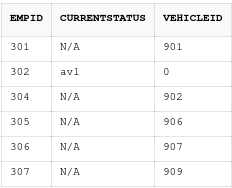 EMPID CURRENTSTATUS VEHICLEID
301 N/A 901
302 avl 0
304 N/A 902
305 N/A 906
306 N/A 907
307 N/A 909